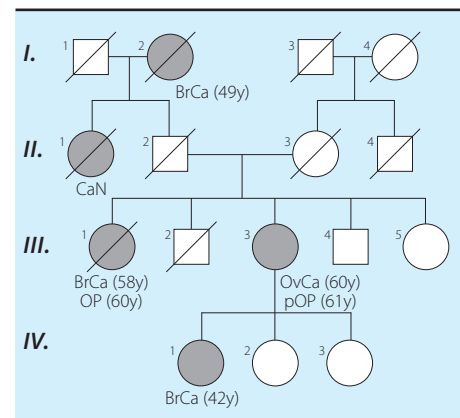 I.
1 2 3 4
BrCa (49y)
II.
1 2 3 4
CaN
III.
1 2 3 4 5
BrCa (58y) OvCa (60y)
OP (60y) pOP (61y)
IV.
1 2 3
BrCa (42y)